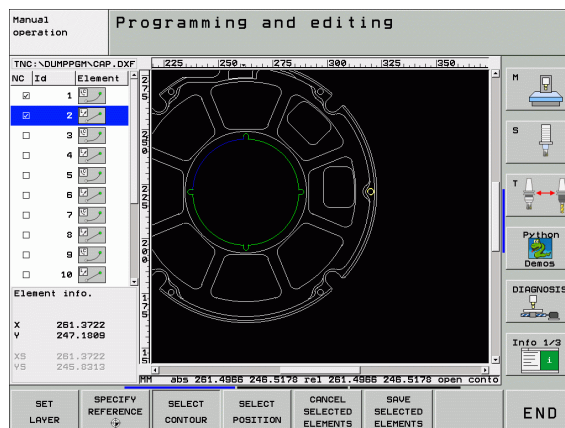 Manual
operation
Programming and editing
TNC:\DUMPPGM\CAP.DXF
NC Id Element
1
2
3
4
5
6
7
8
9
10
225 250 275 300 325 350
275
250
225
200
175
15
Element info.
X 261.3722
Y 247.1809
XS 261.3722
YS 245.8313
MM abs 261.4966 246.5178 rel 261.4966 246.5178 open conto
M
S
T
Python
Demos
DIAGNOSIS
Info 1/3
SET
LAYER
SPECIFY
REFERENCE
SELECT
CONTOUR
SELECT
POSITION
CANCEL
SELECTED
ELEMENTS
SAVE
SELECTED
ELEMENTS
END